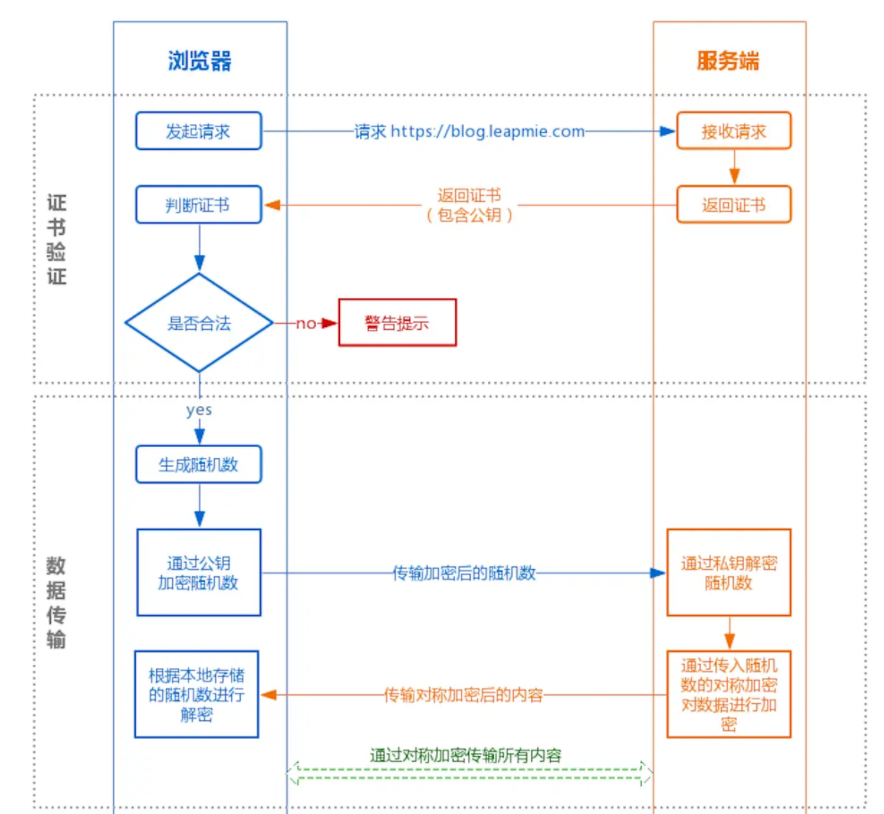 浏览器
服务端
发起请求
请求 https://blog.leapmie.com
接收请求
证
书
验
证
判断证书
返回证书
（包含公钥）
返回证书
是否合法
no
警告提示
yes
生成随机数
数
据
传
输
通过公钥
加密随机数
传输加密后的随机数
通过私钥解密
随机数
根据本地存储
的随机数进行
解密
传输对称加密后的内容
通过传入随机
数的对称加密
对数据进行加
密
通过对称加密传输所有内容